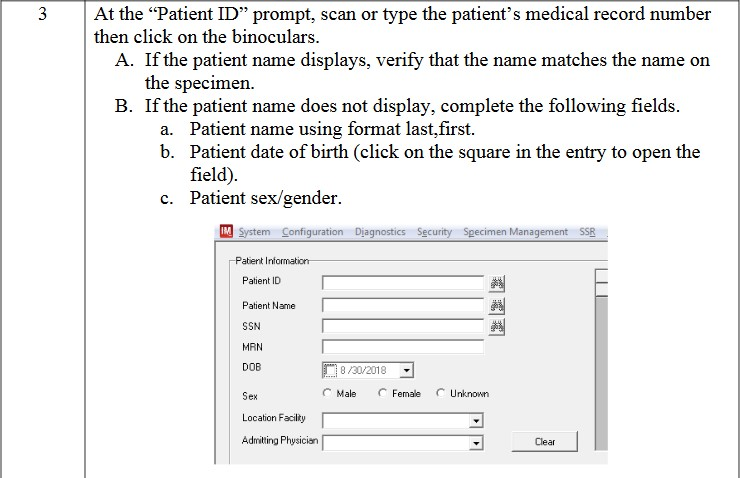 3
At the “Patient ID” prompt, scan or type the patient’s medical record number
then click on the binoculars.
A. If the patient name displays, verify that the name matches the name on
the specimen.
B. If the patient name does not display, complete the following fields.
a. Patient name using format last,first.
b. Patient date of birth (click on the square in the entry to open the
field).
c. Patient sex/gender.
IM System Configuration Diagnostics Security Specimen Management SSR
Patient Information
Patient ID
Patient Name
SSN
MRN
DOB 8/30/2018
Sex Male Female Unknown
Location Facility
Admitting Physician Clear